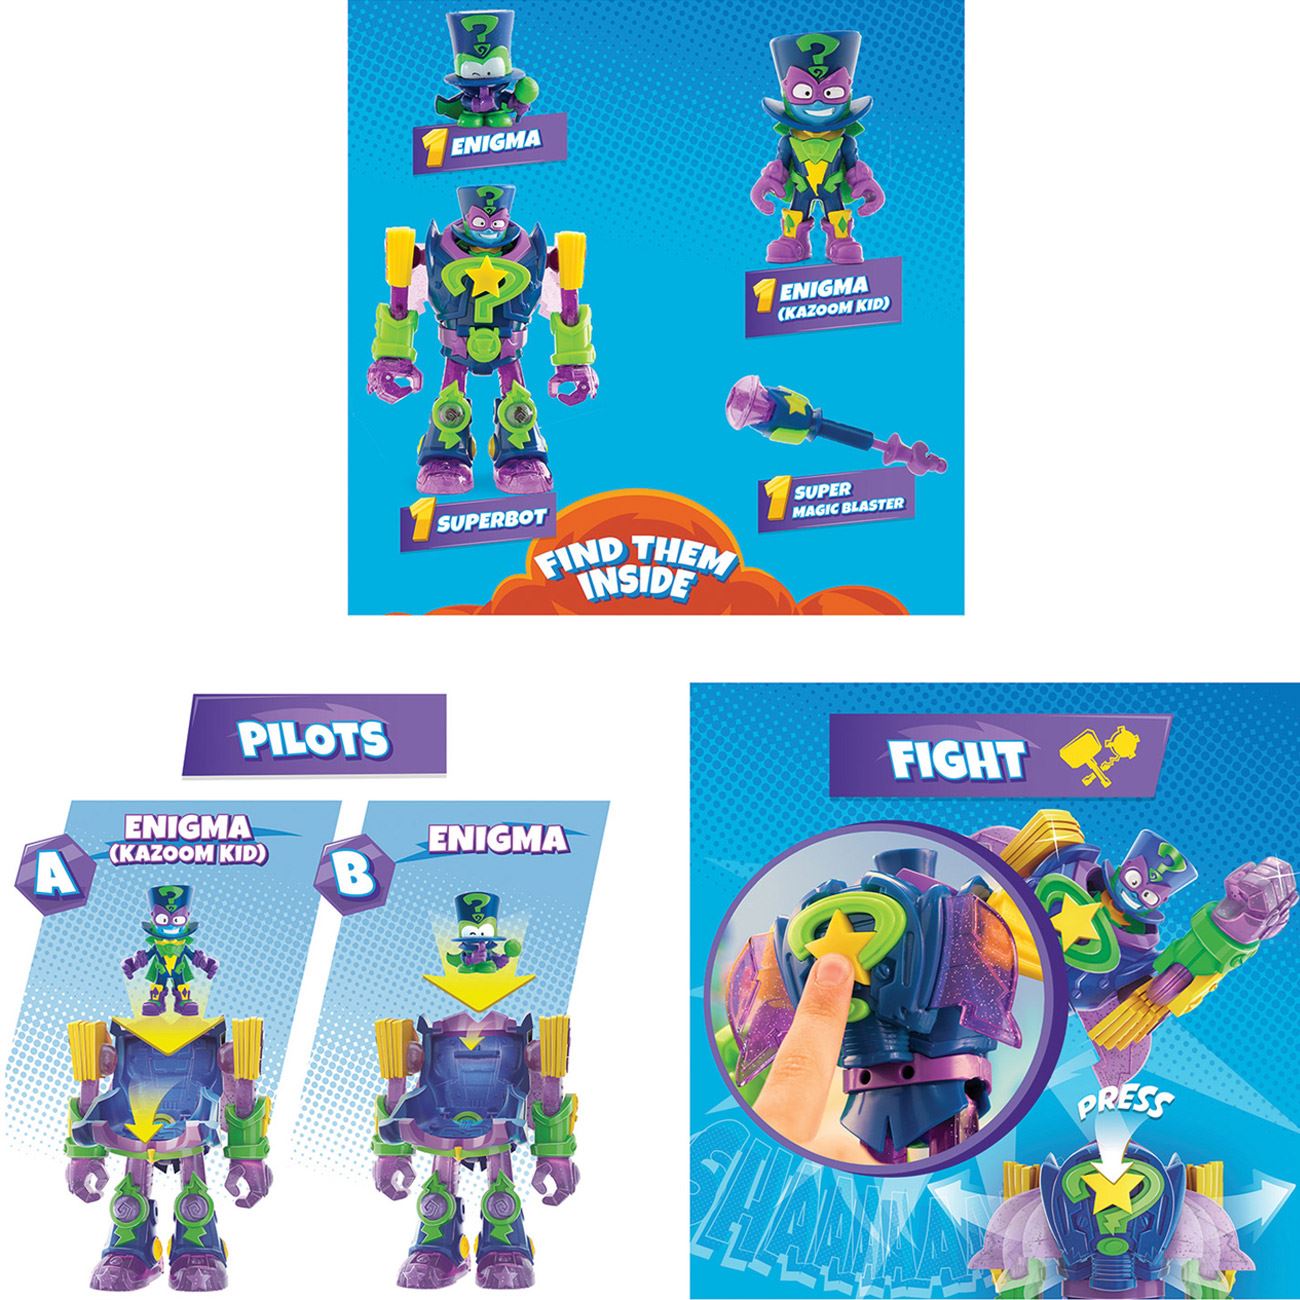 1 ENIGMA
1 ENIGMA
(KAZOOM KID)
1 SUPERBOT
1 SUPER
MAGIC BLASTER
FIND THEM
INSIDE
PILOTS
A
ENIGMA
(KAZOOM KID)
B
ENIGMA
FIGHT
PRESS